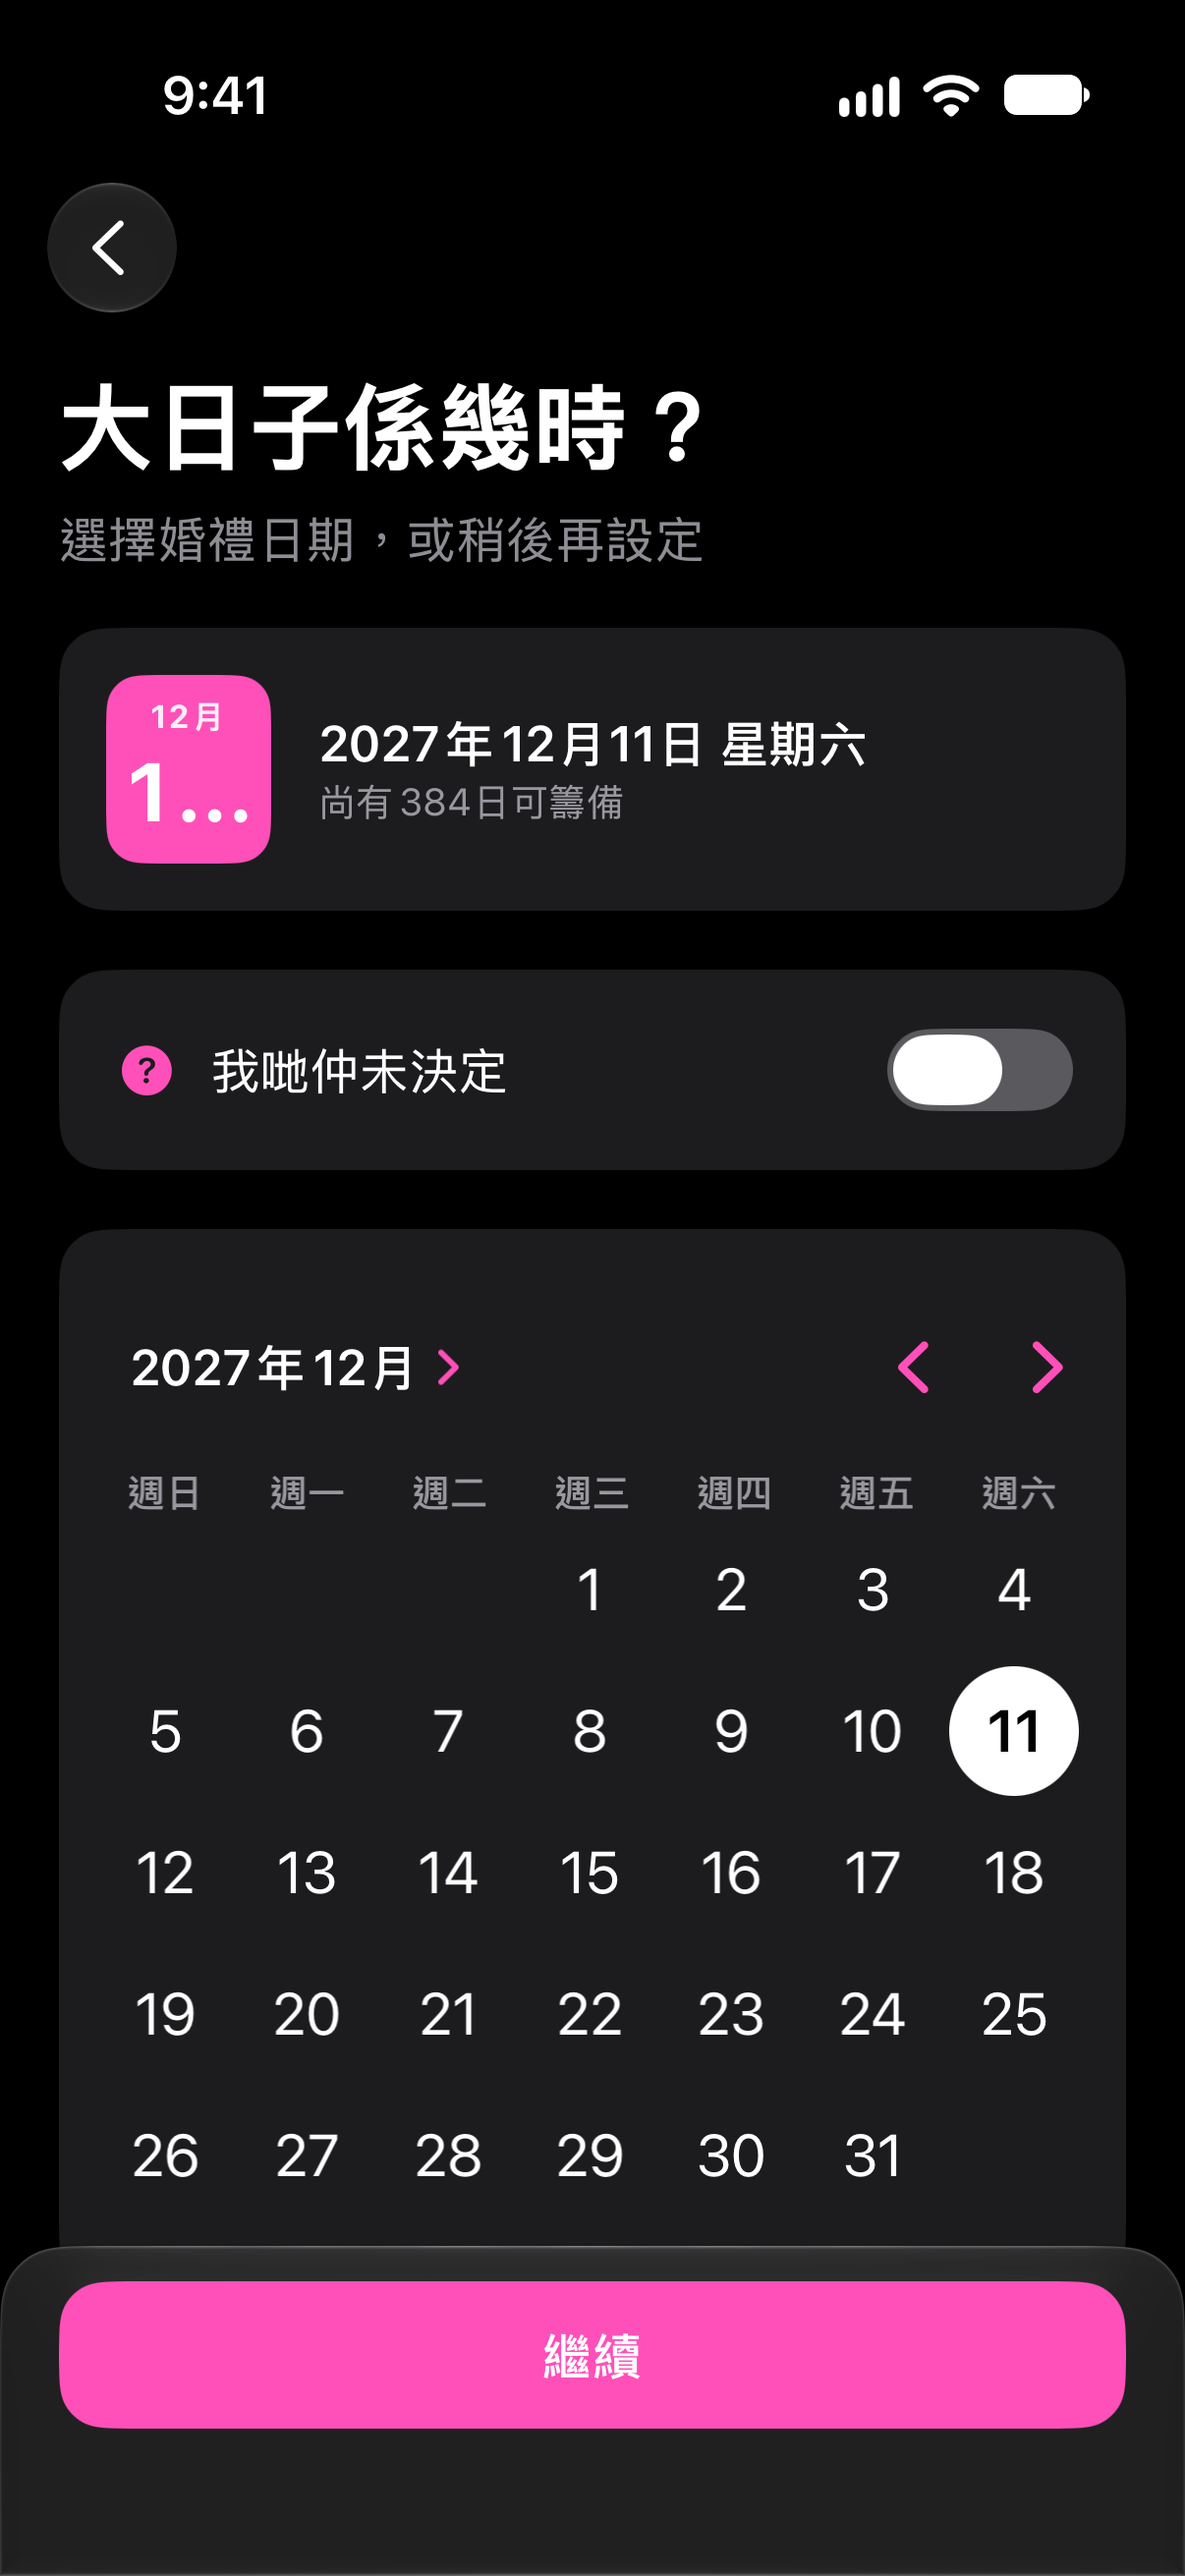 9:41
大日子係幾時？
選擇婚禮日期，或稍後再設定
12月
1...
2027年12月11日 星期六
尚有384日可籌備
?
我哋仲未決定
2027年12月
週日 週一 週二 週三 週四 週五 週六
1 2 3 4
5 6 7 8 9 10 11
12 13 14 15 16 17 18
19 20 21 22 23 24 25
26 27 28 29 30 31
繼續